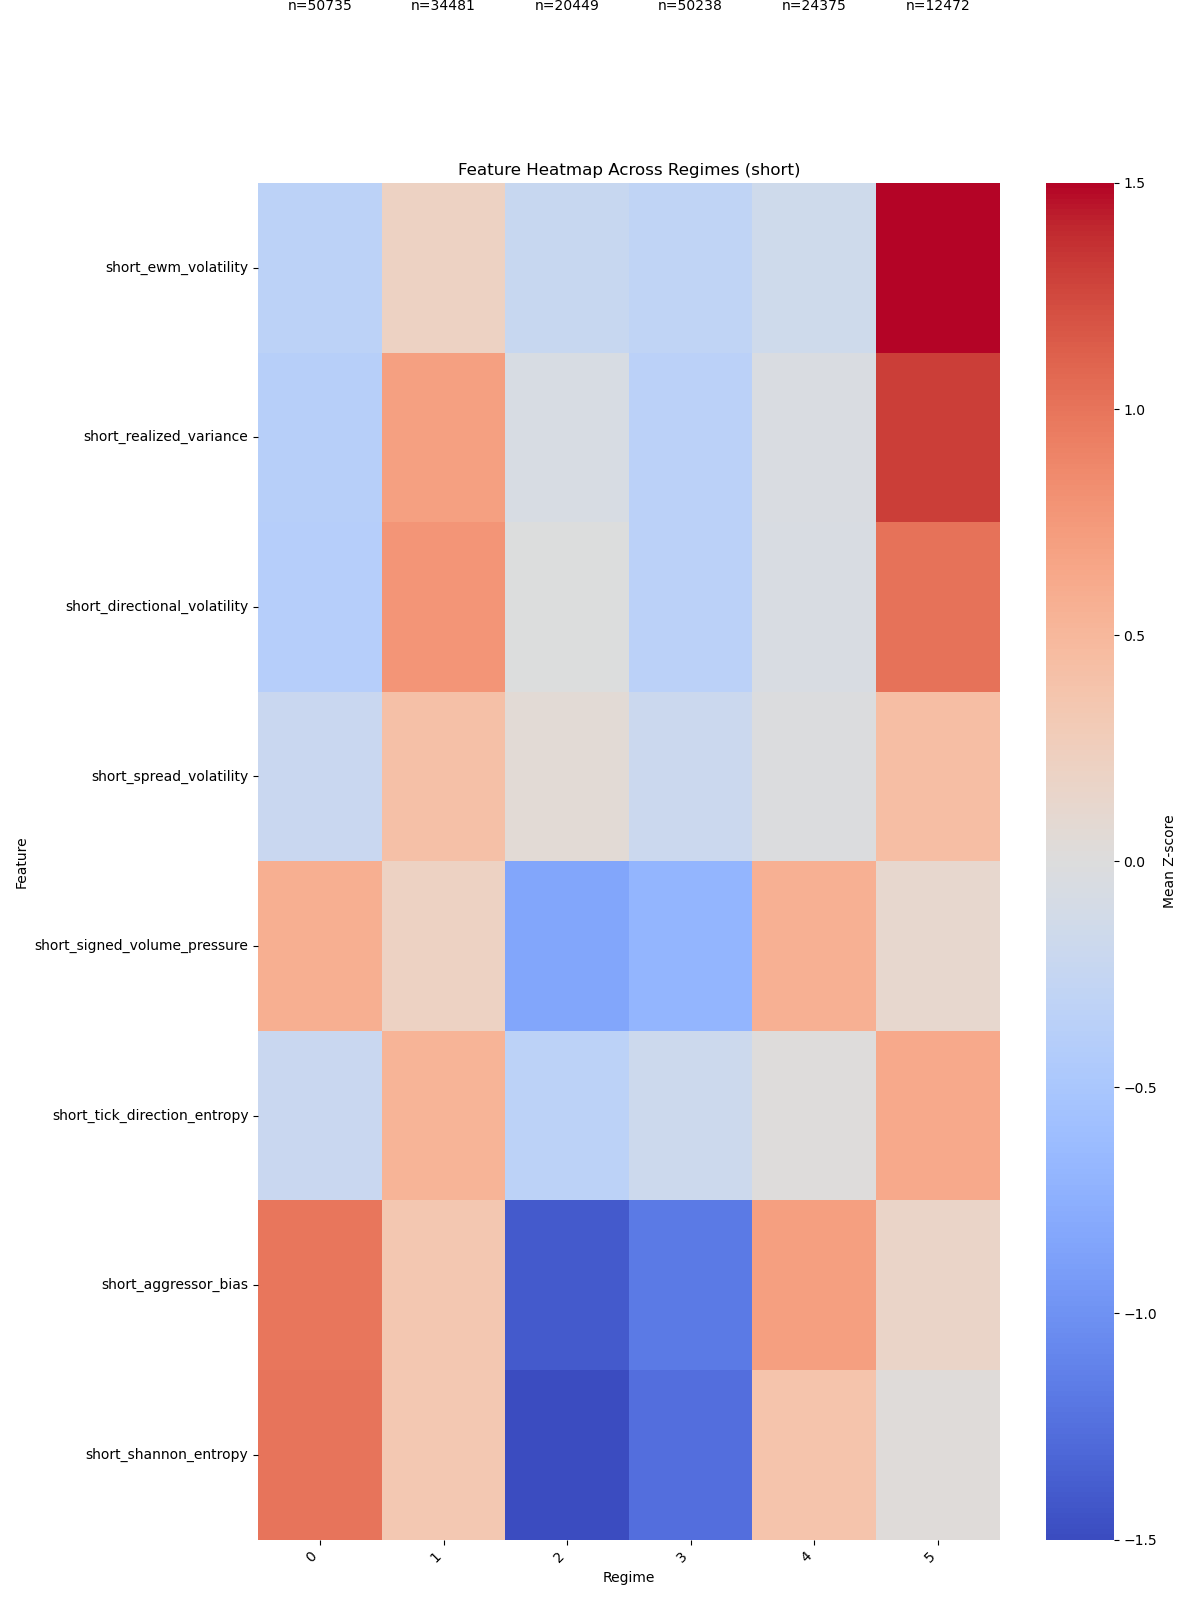 n=50735 n=34481 n=20449 n=50238 n=24375 n=12472
Feature Heatmap Across Regimes (short)
short_ewm_volatility
short_realized_variance
short_directional_volatility
short_spread_volatility
short_signed_volume_pressure
short_tick_direction_entropy
short_aggressor_bias
short_shannon_entropy
Feature
0 1 2 3 4 5
Regime
1.5
1.0
0.5
0.0
−0.5
−1.0
−1.5
Mean Z-score